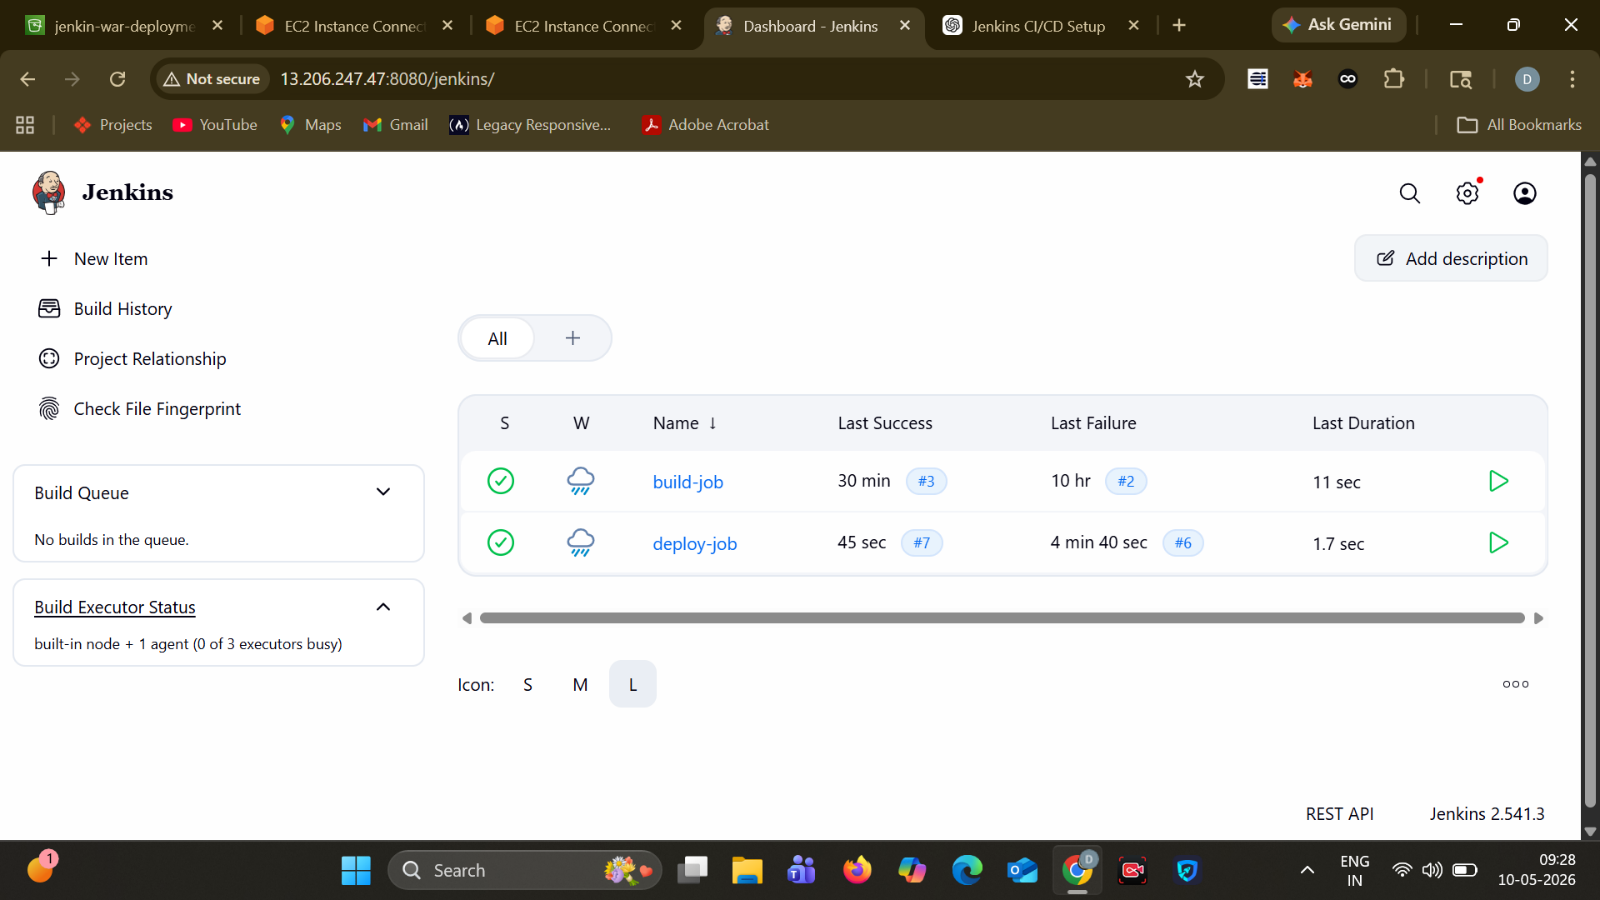 jenkin-war-deployme
EC2 Instance Connect
EC2 Instance Connec
Dashboard - Jenkins
Jenkins CI/CD Setup
Ask Gemini
Not secure
13.206.247.47:8080/jenkins/
D
Projects
YouTube
Maps
Gmail
Legacy Responsive...
Adobe Acrobat
All Bookmarks
Jenkins
New Item
Add description
Build History
Project Relationship
Check File Fingerprint
All
S W Name ↓ Last Success Last Failure Last Duration
build-job 30 min #3 10 hr #2 11 sec
deploy-job 45 sec #7 4 min 40 sec #6 1.7 sec
Build Queue
No builds in the queue.
Build Executor Status
built-in node + 1 agent (0 of 3 executors busy)
Icon: S M L
REST API
Jenkins 2.541.3
1
Search
D
ENG
IN
09:28
10-05-2026